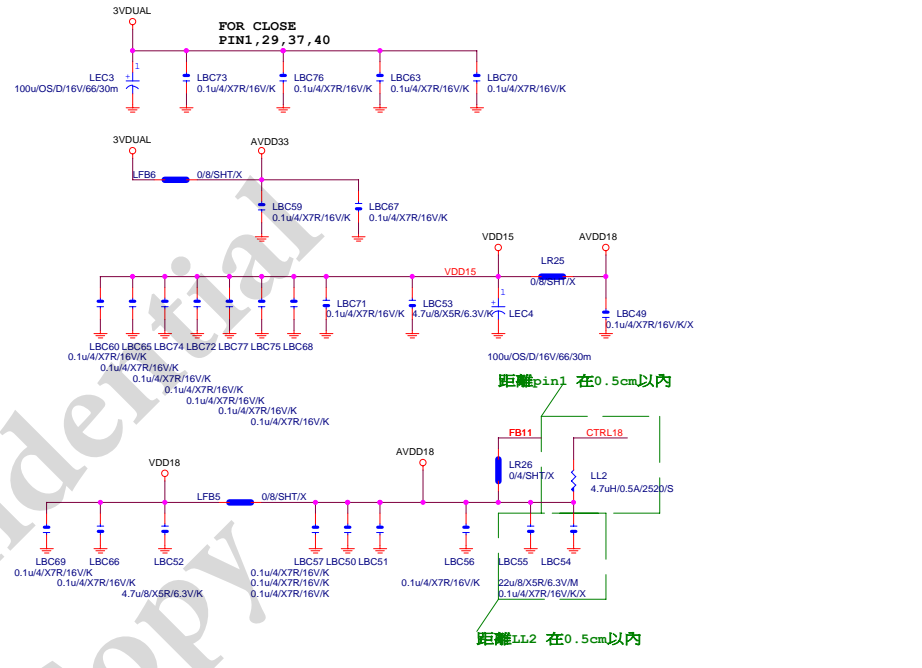 3VDUAL
FOR CLOSE
PIN1,29,37,40
1
LEC3
100u/OS/D/16V/66/30m
LBC73
0.1u/4/X7R/16V/K
LBC76
0.1u/4/X7R/16V/K
LBC63
0.1u/4/X7R/16V/K
LBC70
0.1u/4/X7R/16V/K
3VDUAL
AVDD33
LFB6
0/8/SHT/X
LBC59
0.1u/4/X7R/16V/K
LBC67
0.1u/4/X7R/16V/K
VDD15
AVDD18
VDD15
LR25
0/8/SHT/X
LBC71
0.1u/4/X7R/16V/K
LBC53
4.7u/8/X5R/6.3V/K
1
LEC4
LBC49
0.1u/4/X7R/16V/K/X
LBC60 LBC65 LBC74 LBC72 LBC77 LBC75 LBC68
0.1u/4/X7R/16V/K
0.1u/4/X7R/16V/K
0.1u/4/X7R/16V/K
0.1u/4/X7R/16V/K
0.1u/4/X7R/16V/K
0.1u/4/X7R/16V/K
0.1u/4/X7R/16V/K
100u/OS/D/16V/66/30m
距離pin1 在0.5cm以內
FB11
CTRL18
VDD18
AVDD18
LR26
0/4/SHT/X
LL2
4.7uH/0.5A/2520/S
LFB5
0/8/SHT/X
LBC69
0.1u/4/X7R/16V/K
LBC66
0.1u/4/X7R/16V/K
LBC52
4.7u/8/X5R/6.3V/K
LBC57 LBC50 LBC51
0.1u/4/X7R/16V/K
0.1u/4/X7R/16V/K
0.1u/4/X7R/16V/K
LBC56
0.1u/4/X7R/16V/K
LBC55
LBC54
22u/8/X5R/6.3V/M
0.1u/4/X7R/16V/K/X
距離LL2 在0.5cm以內
idential
Copy